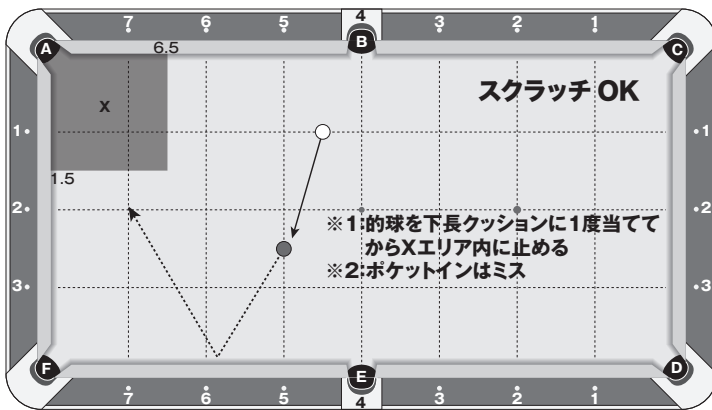 7 6 5 4 3 2 1
A B C
6.5
X
スクラッチ OK
1 1
1.5
2 2
※1:的球を下長クッションに1度当てて
からXエリア内に止める
※2:ポケットインはミス
3 3
F E D
7 6 5 4 3 2 1